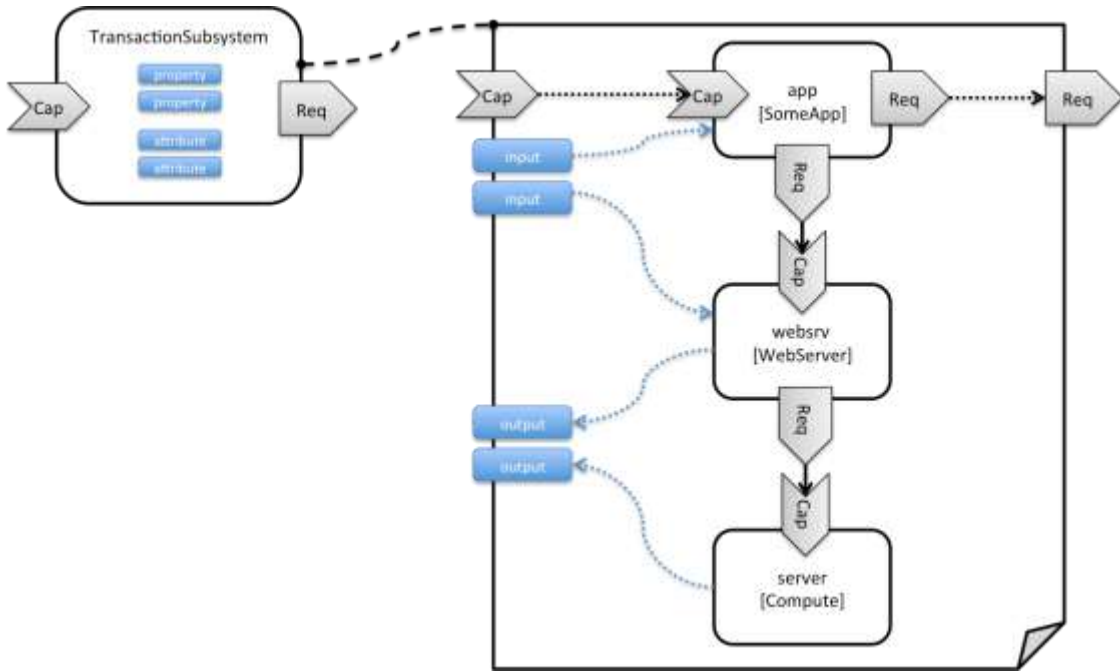 TransactionSubsystem
property
property
attribute
attribute
Cap
Req
Cap
Cap
app
[SomeApp]
Req
Req
input
input
Req
Cap
websrv
[WebServer]
Req
output
output
Cap
server
[Compute]